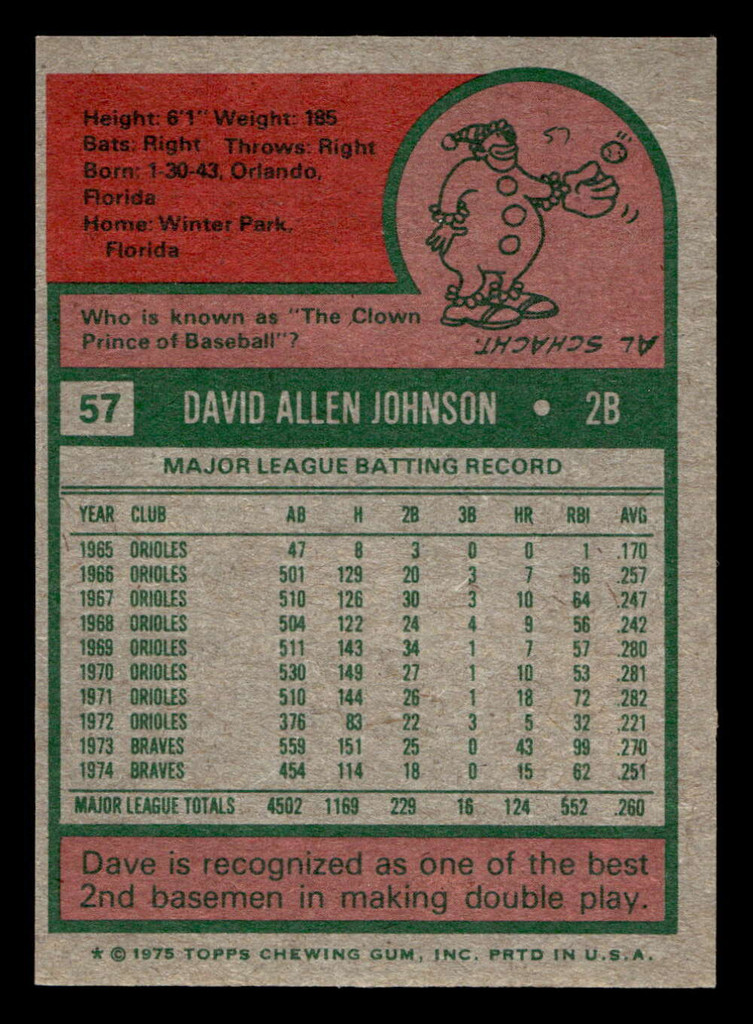 Height: 6'1" Weight: 185
Bats: Right Throws: Right
Born: 1-30-43, Orlando,
Florida
Home: Winter Park,
Florida
57
Who is known as "The Clown
Prince of Baseball"?
AL SCHACHT.
57 DAVID ALLEN JOHNSON • 2B
MAJOR LEAGUE BATTING RECORD
YEAR CLUB AB H 2B 3B HR RBI AVG
1965 ORIOLES 47 8 3 0 0 1 .170
1966 ORIOLES 501 129 20 3 7 56 .257
1967 ORIOLES 510 126 30 3 10 64 .247
1968 ORIOLES 504 122 24 4 9 56 .242
1969 ORIOLES 511 143 34 1 7 57 .280
1970 ORIOLES 530 149 27 1 10 53 .281
1971 ORIOLES 510 144 26 1 18 72 .282
1972 ORIOLES 376 83 22 3 5 32 .221
1973 BRAVES 559 151 25 0 43 99 .270
1974 BRAVES 454 114 18 0 15 62 .251
MAJOR LEAGUE TOTALS 4502 1169 229 16 124 552 .260
Dave is recognized as one of the best
2nd basemen in making double play.
* © 1975 TOPPS CHEWING GUM, INC. PRTD IN U.S.A.